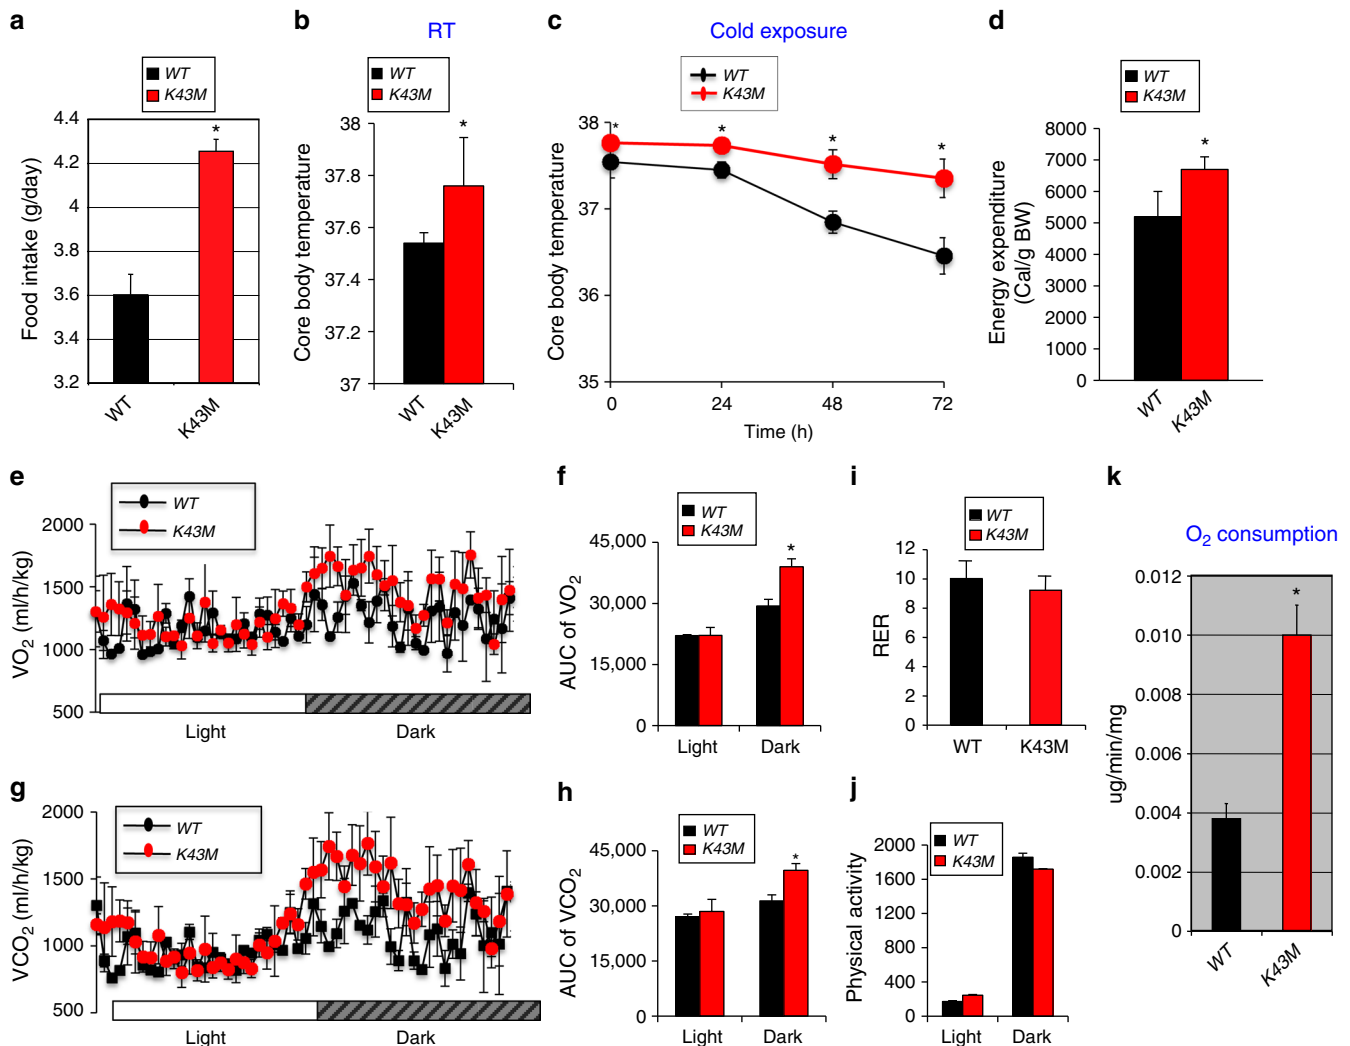 a
WT
K43M
Food intake (g/day)
4.4
4.2
4
3.8
3.6
3.4
3.2
*
WT
K43M
b
RT
WT
K43M
Core body temperature
38
37.8
37.6
37.4
37.2
37
*
WT
K43M
c
Cold exposure
WT
K43M
Core body temperature
38
37
36
35
*
*
*
*
0
24
48
72
Time (h)
d
WT
K43M
Energy expenditure
(Cal/g BW)
8000
7000
6000
5000
4000
3000
2000
1000
0
*
WT
K43M
e
WT
K43M
VO2 (ml/h/kg)
2000
1500
1000
500
Light
Dark
f
WT
K43M
AUC of VO2
45,000
30,000
15,000
0
*
Light
Dark
i
WT
K43M
RER
12
10
8
6
4
2
0
WT
K43M
k
O2 consumption
ug/min/mg
0.012
0.010
0.008
0.006
0.004
0.002
0
*
WT
K43M
g
WT
K43M
VCO2 (ml/h/kg)
2000
1500
1000
500
Light
Dark
h
WT
K43M
AUC of VCO2
45,000
30,000
15,000
0
*
Light
Dark
j
WT
K43M
Physical activity
2000
1600
1200
800
400
0
Light
Dark